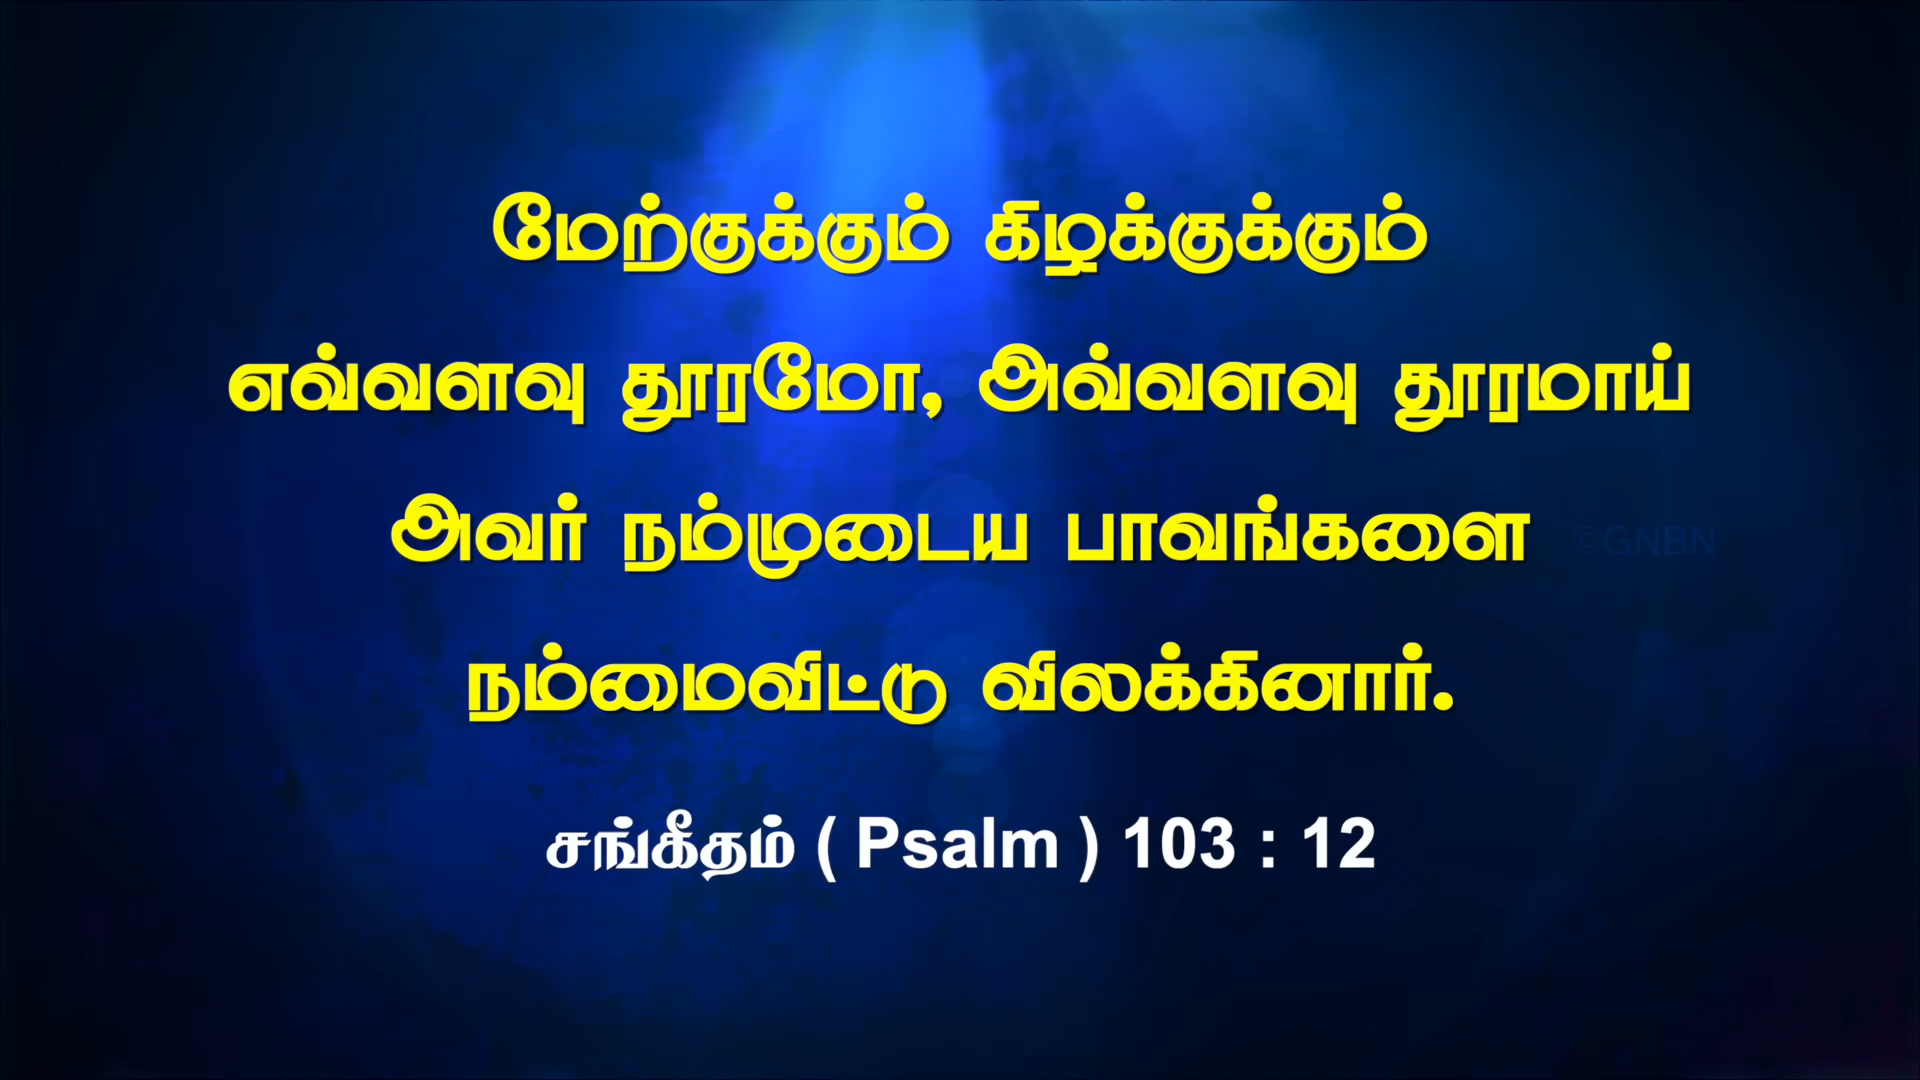 மேற்குக்கும் கிழக்குக்கும்
எவ்வளவு தூரமோ, அவ்வளவு தூரமாய்
அவர் நம்முடைய பாவங்களை
நம்மைவிட்டு விலக்கினார்.
சங்கீதம் ( Psalm ) 103 : 12
©GNBN